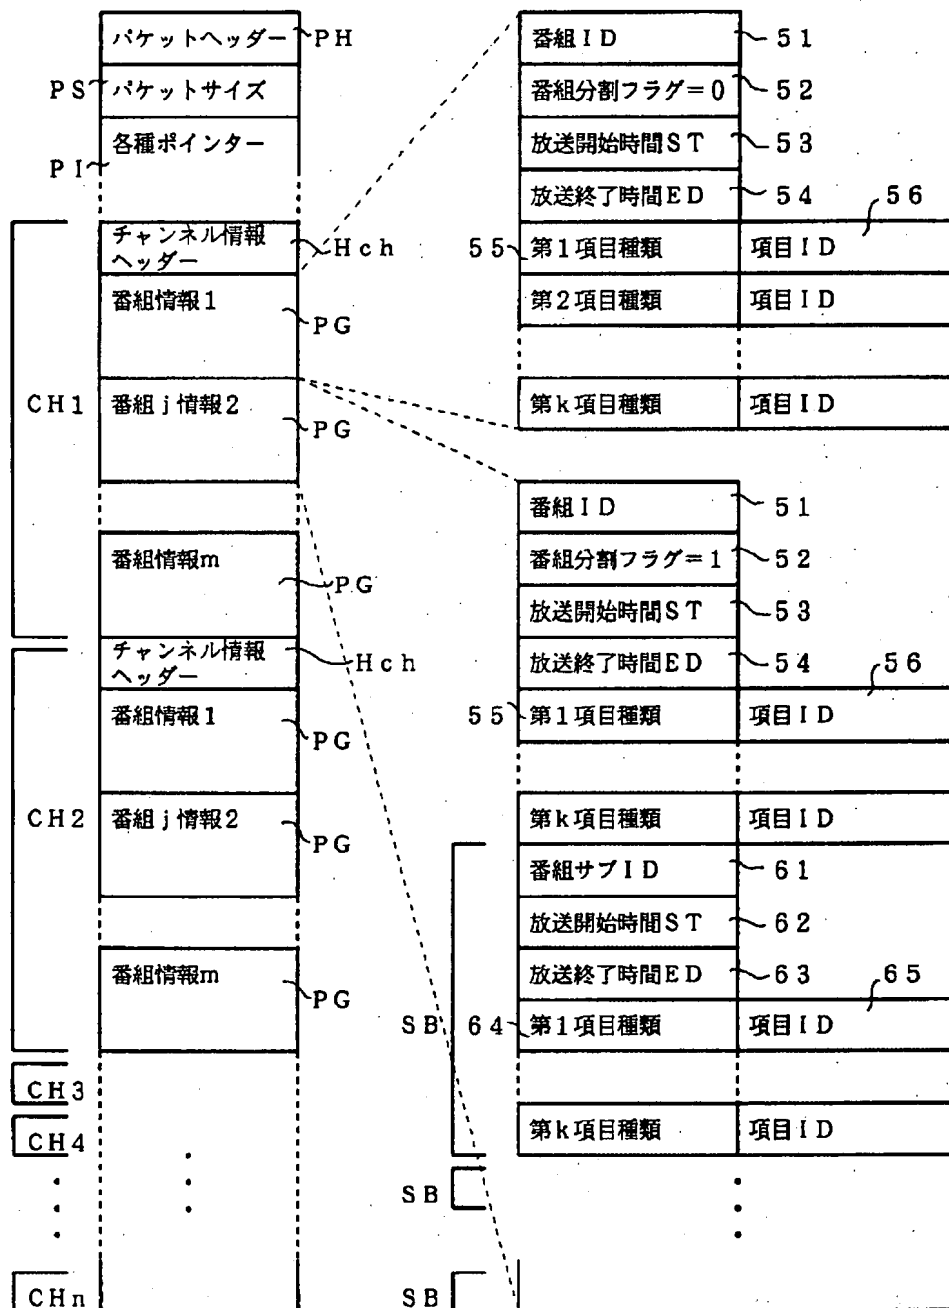 パケットヘッダー PH
PS パケットサイズ
各種ポインター
PI
チャンネル情報
ヘッダー
Hch
番組情報1
PG
CH1
番組j情報2
PG
番組情報m
PG
チャンネル情報
ヘッダー
Hch
番組情報1
PG
CH2
番組j情報2
PG
番組情報m
PG
CH3
CH4
CHn
番組ID 51
番組分割フラグ=0 52
放送開始時間ST 53
放送終了時間ED 54 56
55 第1項目種類 項目ID
第2項目種類 項目ID
第k項目種類 項目ID
番組ID 51
番組分割フラグ=1 52
放送開始時間ST 53
放送終了時間ED 54 56
55 第1項目種類 項目ID
第k項目種類 項目ID
番組サブID 61
放送開始時間ST 62
放送終了時間ED 63 65
SB 64 第1項目種類 項目ID
第k項目種類 項目ID
SB
SB